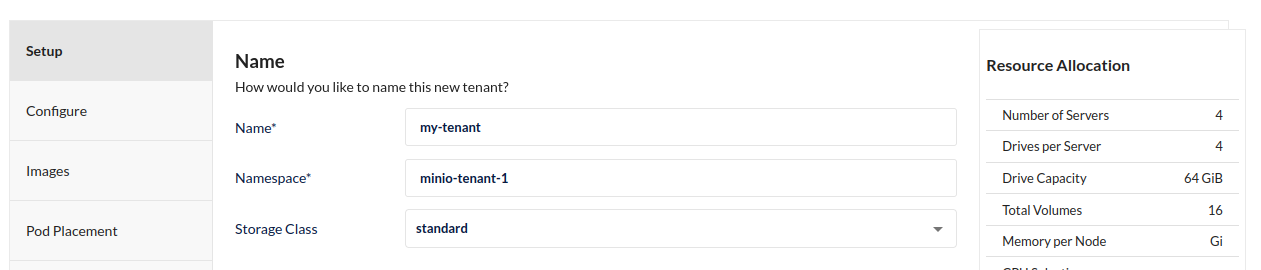 Setup
Configure
Images
Pod Placement
Name
How would you like to name this new tenant?
Name* my-tenant
Namespace* minio-tenant-1
Storage Class standard
Resource Allocation
Number of Servers 4
Drives per Server 4
Drive Capacity 64 GiB
Total Volumes 16
Memory per Node Gi